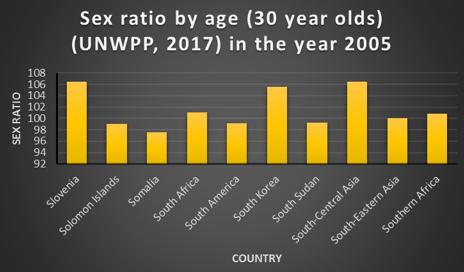 Sex ratio by age (30 year olds)
(UNWPP, 2017) in the year 2005
SEX RATIO
108
106
104
102
100
98
96
94
92
Slovenia
Solomon Islands
Somalia
South Africa
South America
South Korea
South Sudan
South-Central Asia
South-Eastern Asia
Southern Africa
COUNTRY